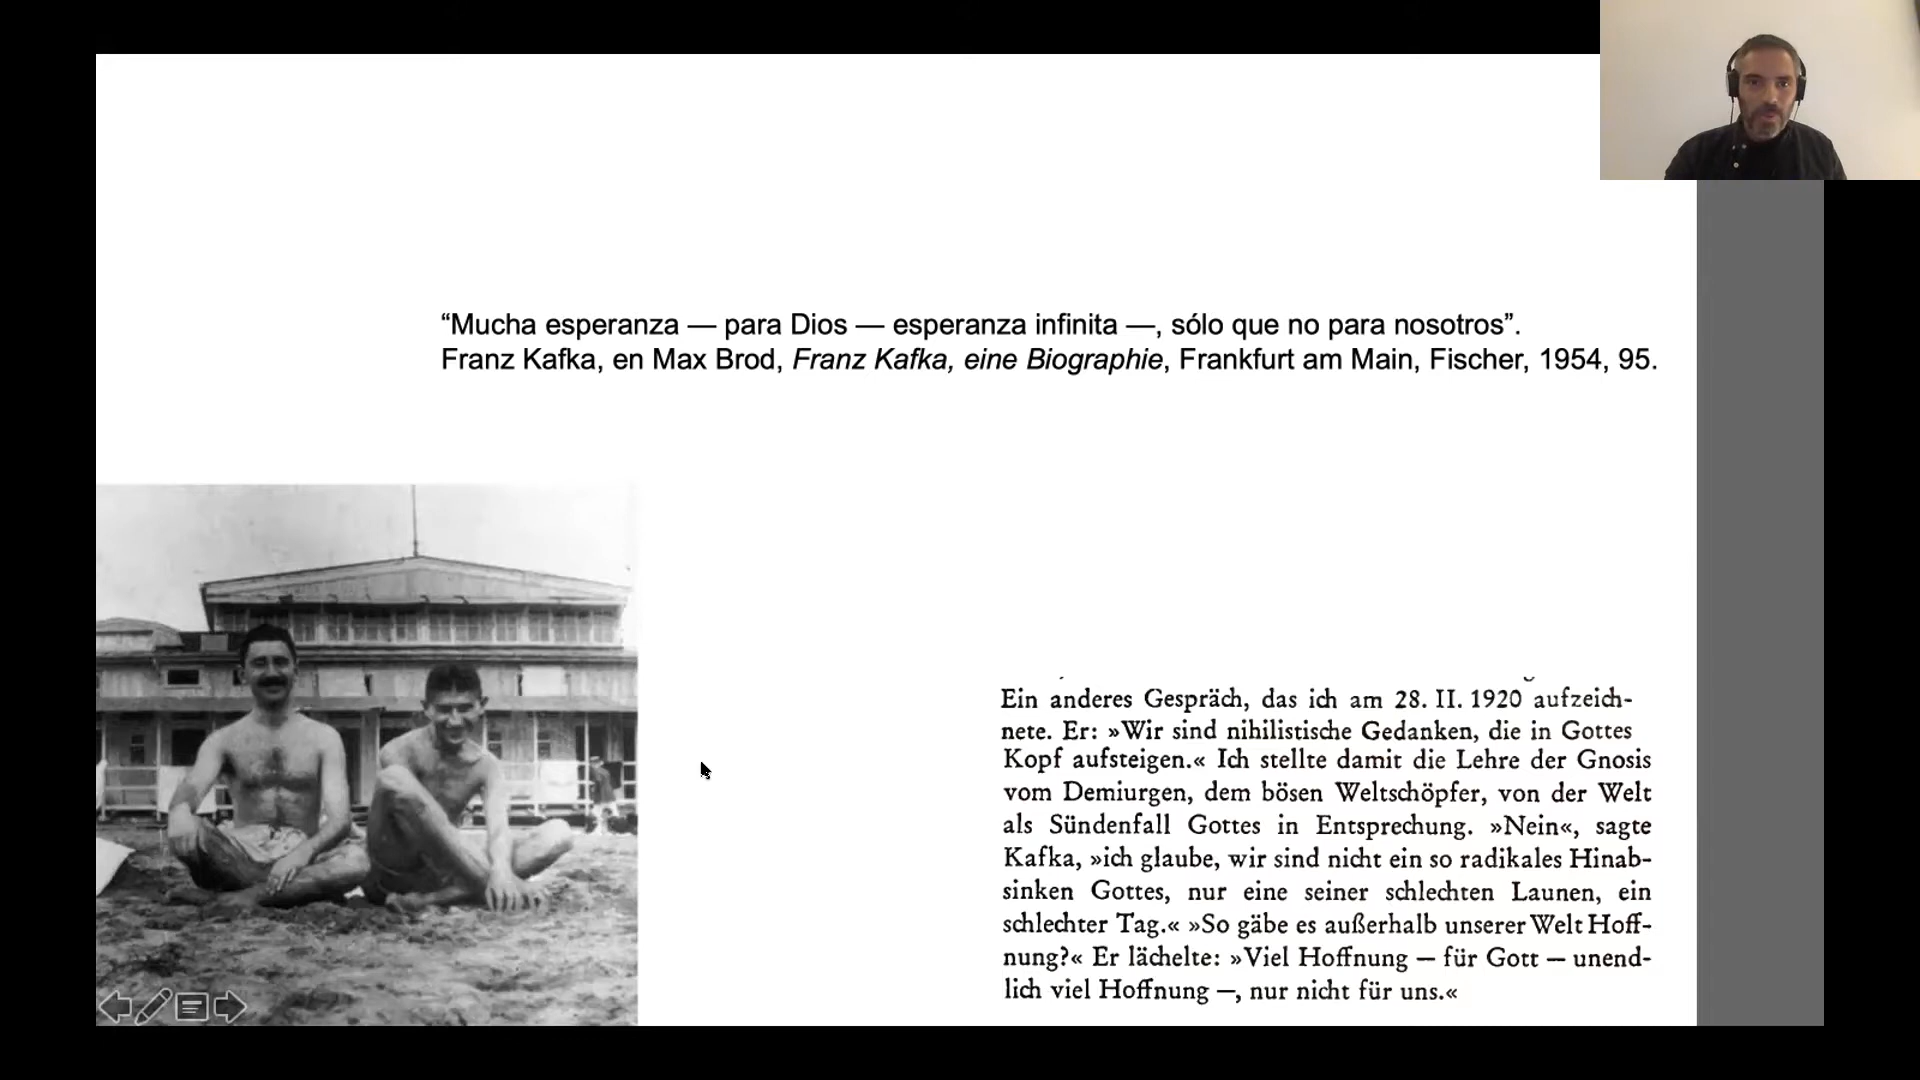 “Mucha esperanza — para Dios — esperanza infinita —, sólo que no para nosotros”.
Franz Kafka, en Max Brod, Franz Kafka, eine Biographie, Frankfurt am Main, Fischer, 1954, 95.
Ein anderes Gespräch, das ich am 28. II. 1920 aufzeich-
nete. Er: »Wir sind nihilistische Gedanken, die in Gottes
Kopf aufsteigen.« Ich stellte damit die Lehre der Gnosis
vom Demiurgen, dem bösen Weltschöpfer, von der Welt
als Sündenfall Gottes in Entsprechung. »Nein«, sagte
Kafka, »ich glaube, wir sind nicht ein so radikales Hinab-
sinken Gottes, nur eine seiner schlechten Launen, ein
schlechter Tag.« »So gäbe es außerhalb unserer Welt Hoff-
nung?« Er lächelte: »Viel Hoffnung — für Gott — unend-
lich viel Hoffnung —, nur nicht für uns.«